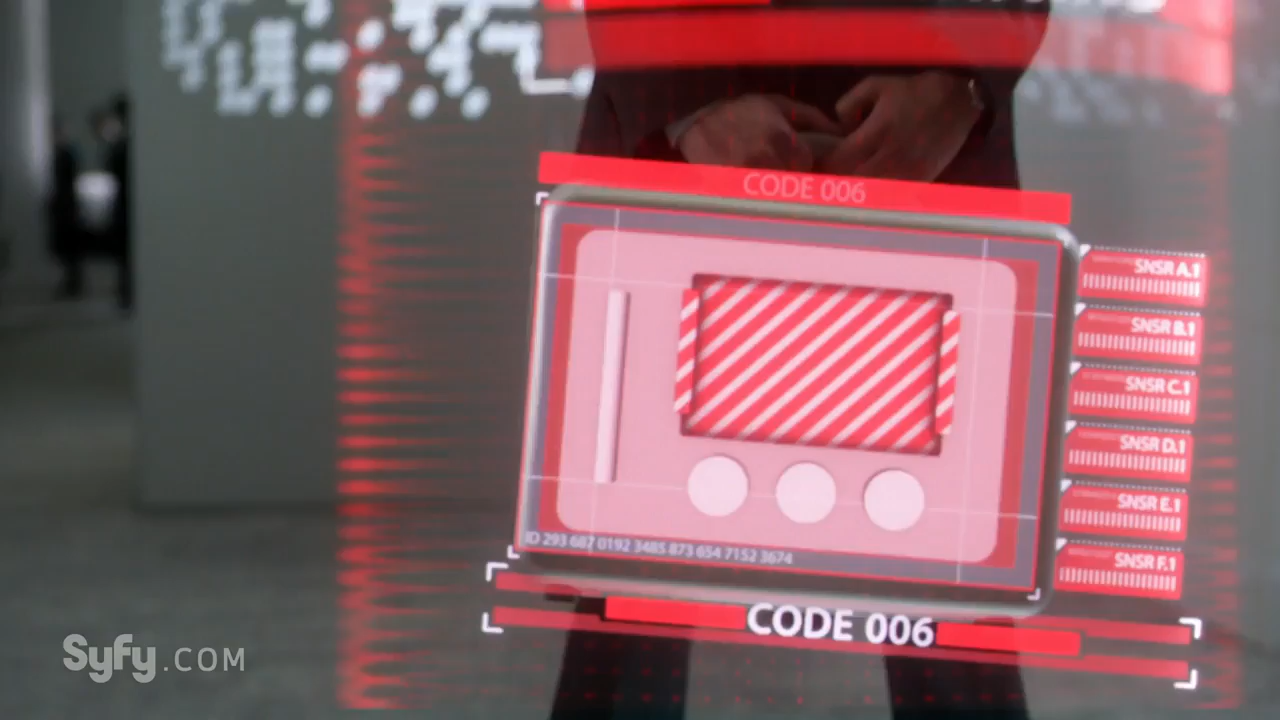 CODE 006
SNSR A.1
SNSR B.1
SNSR C.1
SNSR D.1
SNSR E.1
SNSR F.1
ID 293 687 0192 3485 873 654 7152 3674
CODE 006
Syfy.COM